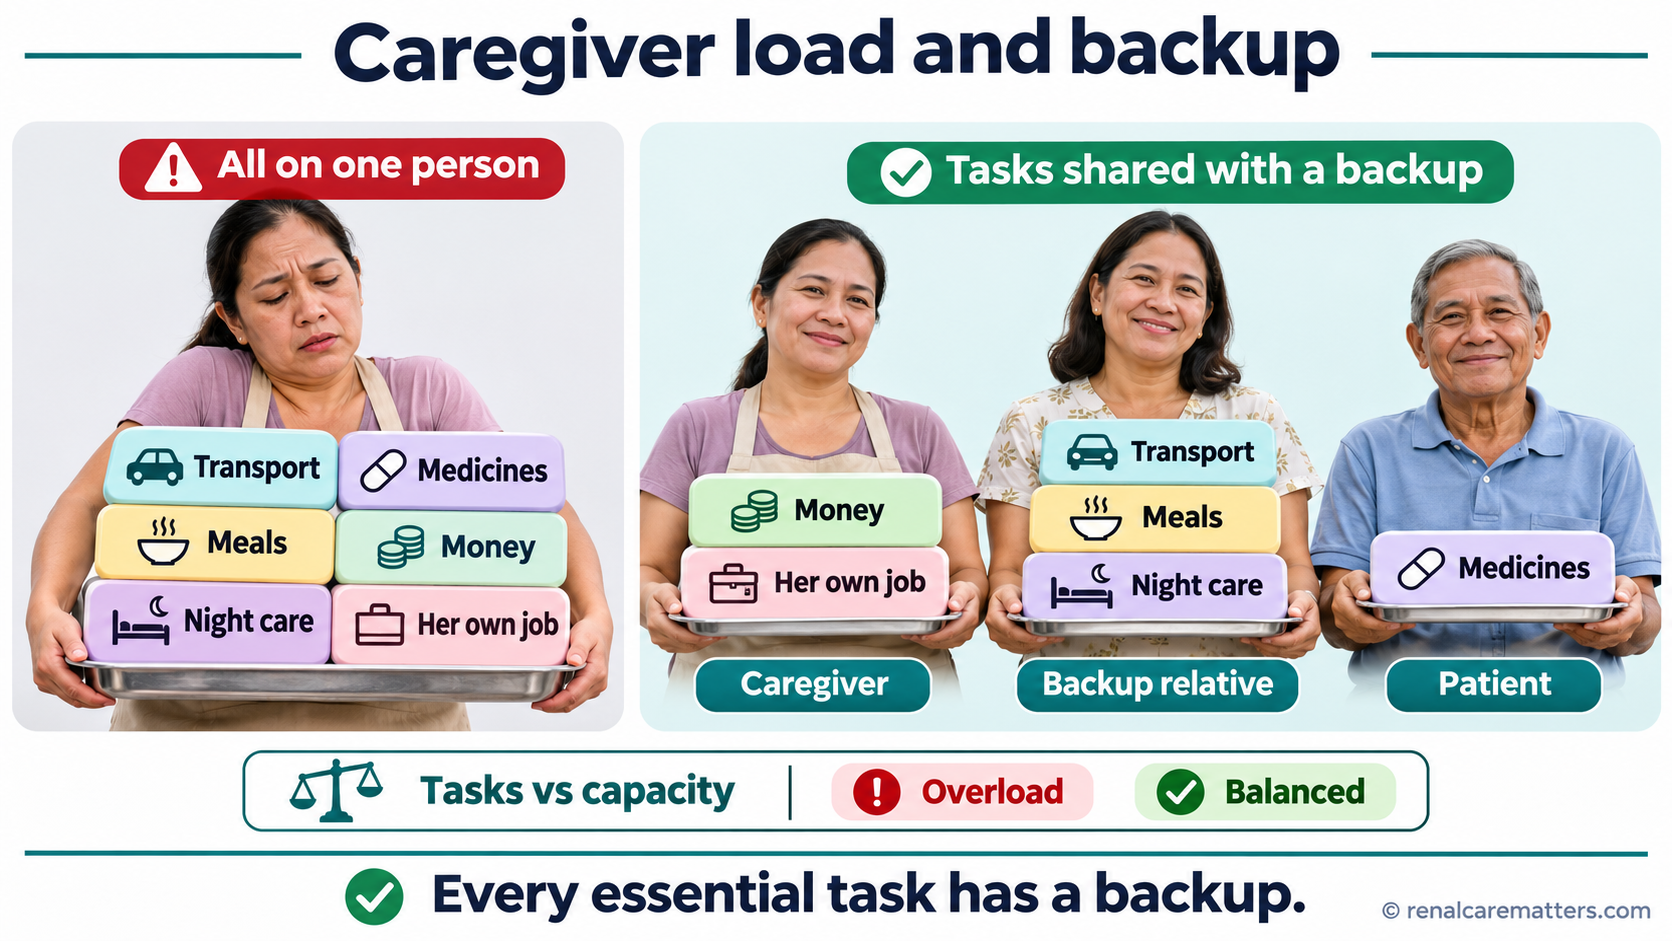 Caregiver load and backup
All on one person
Transport
Medicines
Meals
Money
Night care
Her own job
Tasks shared with a backup
Money
Her own job
Caregiver
Transport
Meals
Night care
Backup relative
Medicines
Patient
Tasks vs capacity
Overload
Balanced
Every essential task has a backup.
© renalcarematters.com